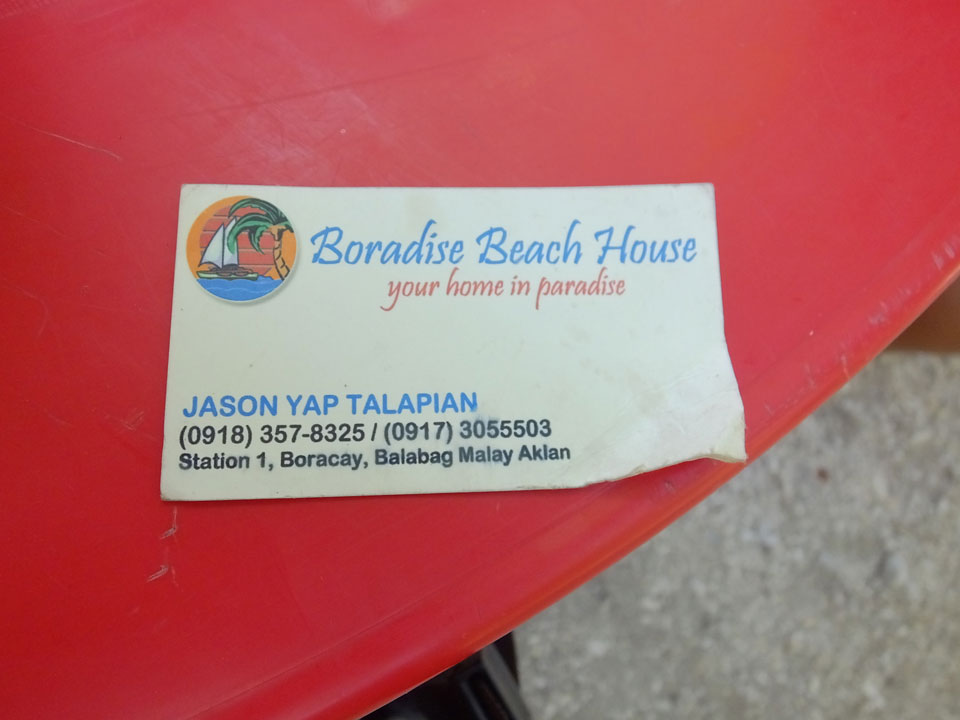 Boradise Beach House
your home in paradise
JASON YAP TALAPIAN
(0918) 357-8325 / (0917) 3055503
Station 1, Boracay, Balabag Malay Aklan